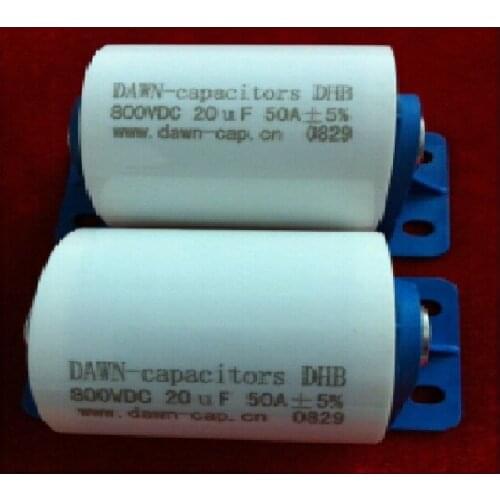 DAWN-capacitors DHB
800VDC 20uF 50A±5%
www.dawn-cap.cn 0829
DAWN-capacitors DHB
800VDC 20uF 50A±5%
www.dawn-cap.cn 0829